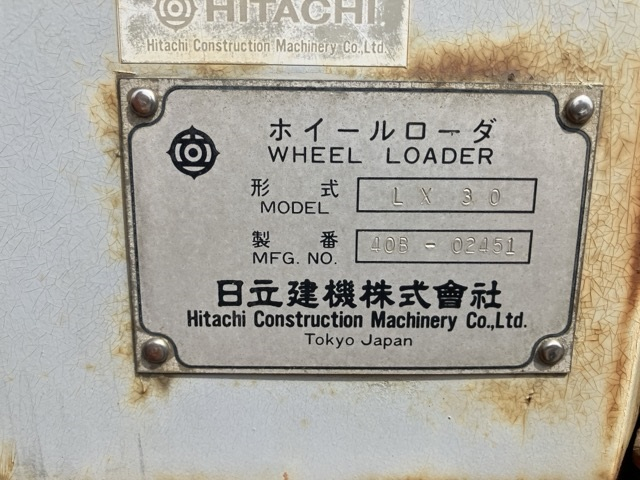 HITACHI
Hitachi Construction Machinery Co.,Ltd.
ホイールローダ
WHEEL LOADER
形式 LX30
MODEL
製番 40B-02451
MFG. NO.
日立建機株式會社
Hitachi Construction Machinery Co.,Ltd.
Tokyo Japan